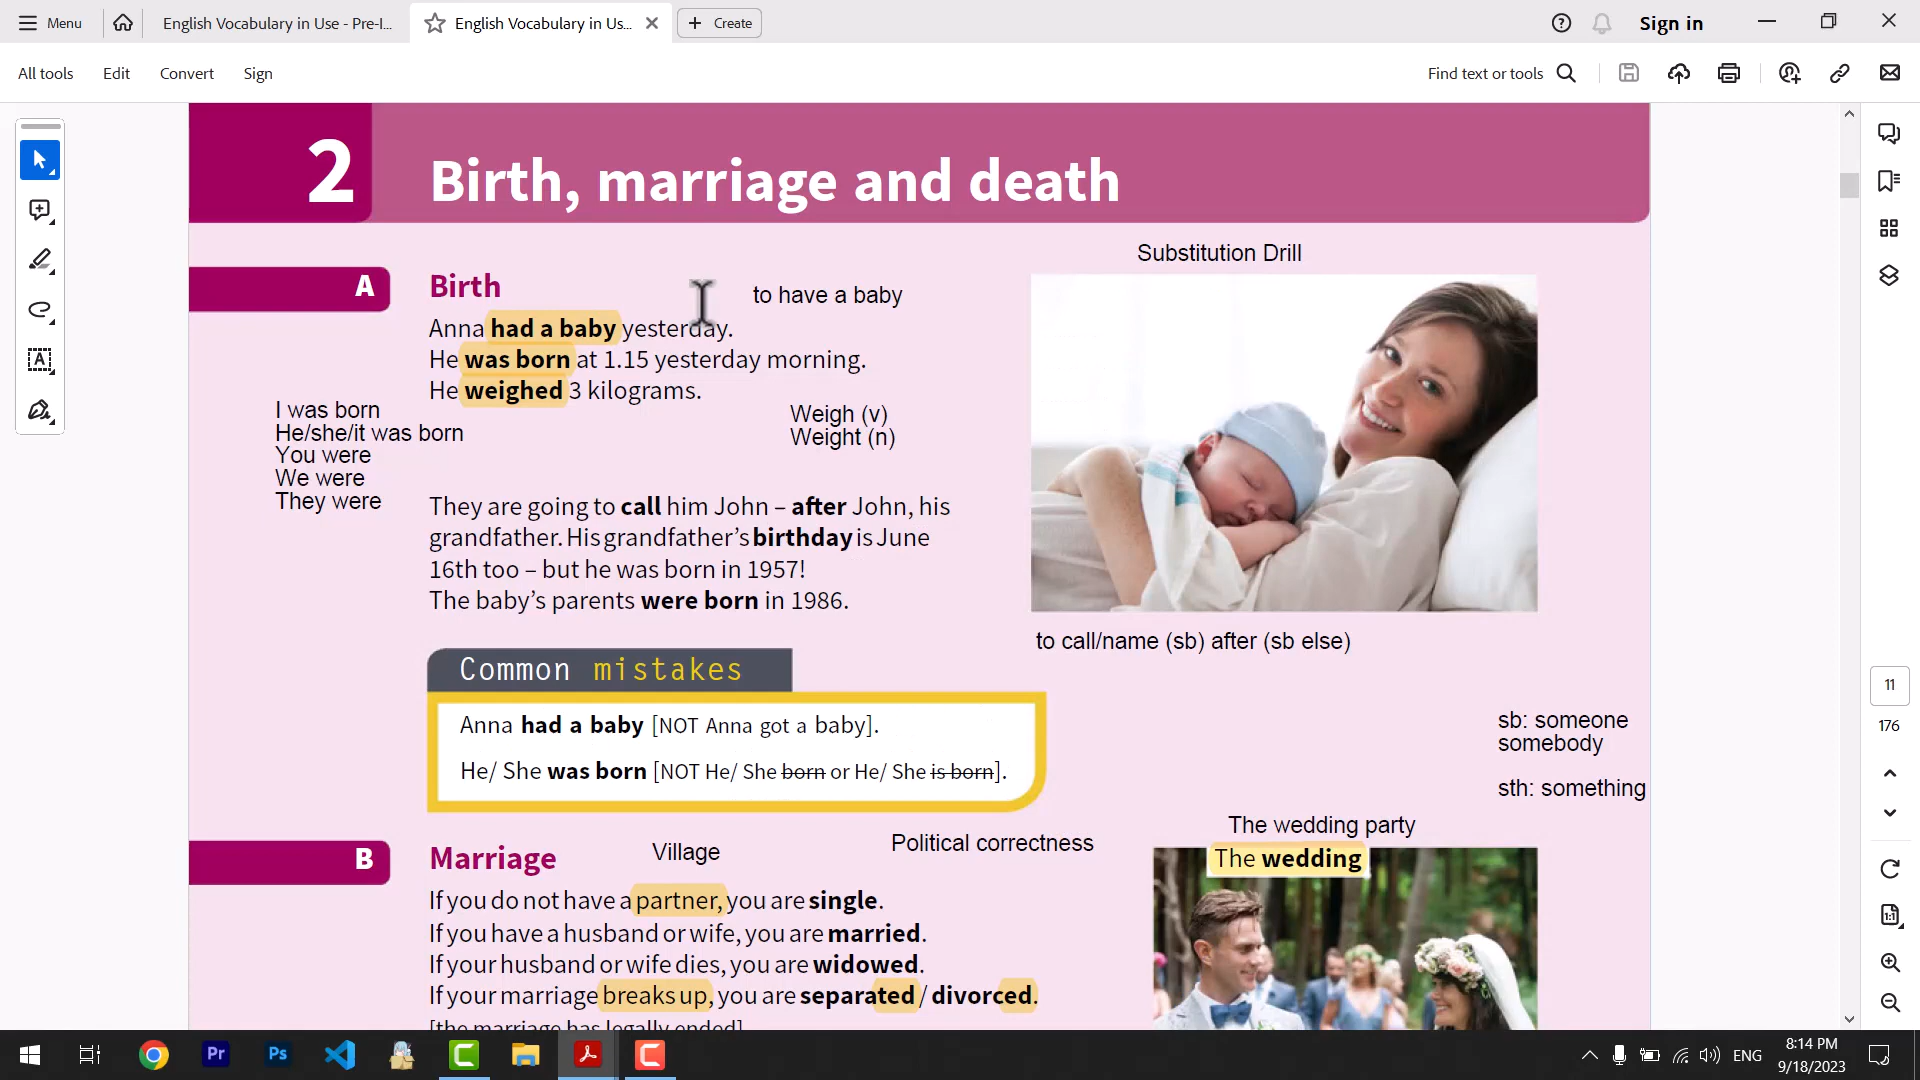 Menu
English Vocabulary in Use - Pre-I...
English Vocabulary in Us...
Create
Sign in
All tools
Edit
Convert
Sign
Find text or tools
2
Birth, marriage and death
Substitution Drill
A
Birth
to have a baby
Anna had a baby yesterday.
He was born at 1.15 yesterday morning.
He weighed 3 kilograms.
I was born
He/she/it was born
You were
We were
They were
Weigh (v)
Weight (n)
They are going to call him John – after John, his
grandfather. His grandfather's birthday is June
16th too – but he was born in 1957!
The baby's parents were born in 1986.
to call/name (sb) after (sb else)
Common mistakes
Anna had a baby [NOT Anna got a baby].
He/ She was born [NOT He/ She born or He/ She is born].
sb: someone
somebody
sth: something
11
176
B
Marriage
Village
Political correctness
The wedding party
The wedding
If you do not have a partner, you are single.
If you have a husband or wife, you are married.
If your husband or wife dies, you are widowed.
If your marriage breaks up, you are separated / divorced.
[the marriage has legally ended]
Pr
Ps
ENG
8:14 PM
9/18/2023